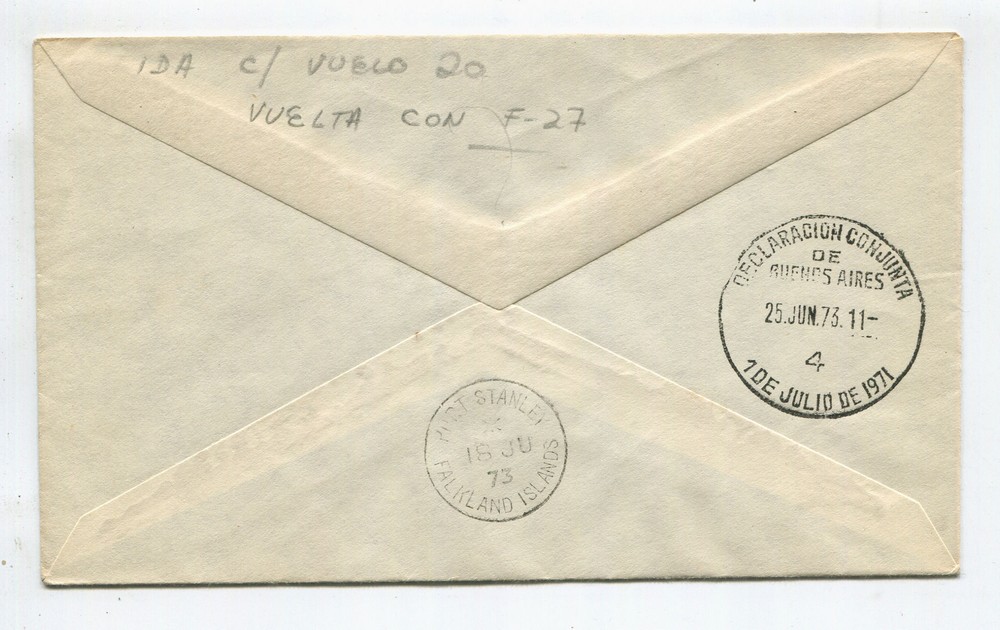 IDA C/ VUELO 20
VUELTA CON F-27
DECLARACION CONJUNTA
DE
BUENOS AIRES
25.JUN.73.11-
4
1 DE JULIO DE 1971
PORT STANLEY
18 JU
73
FALKLAND ISLANDS